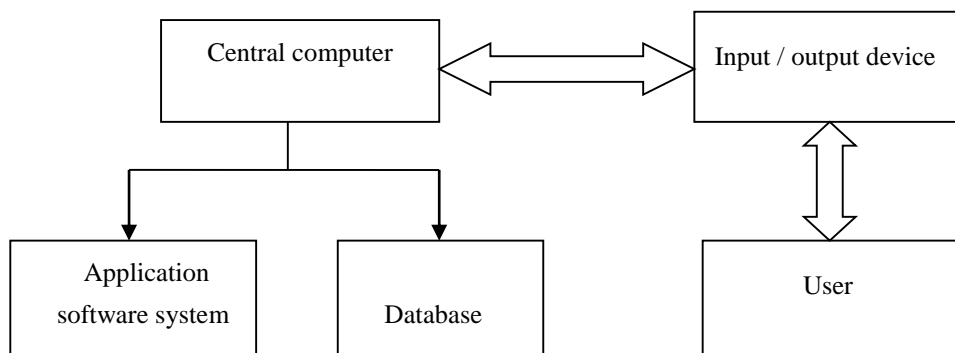 Central computer
Input / output device
Application
software system
Database
User